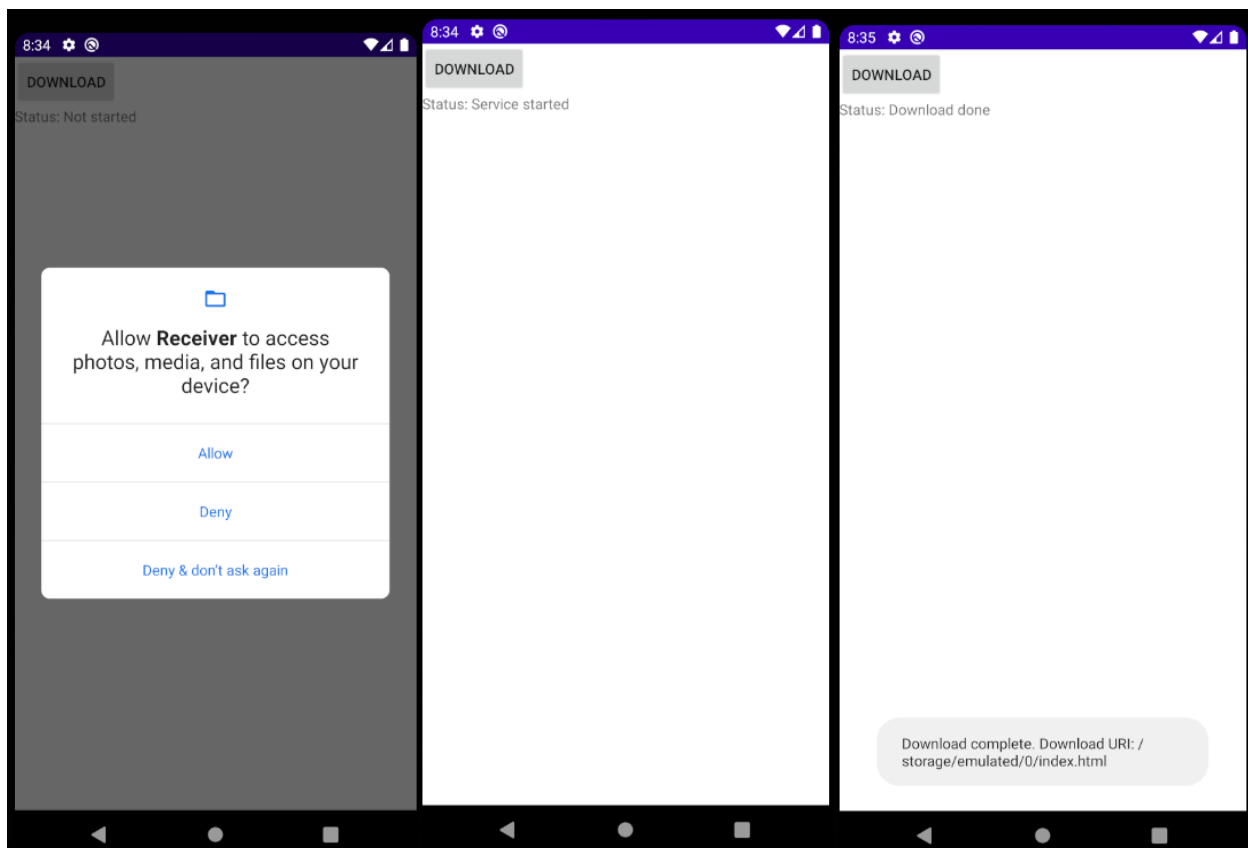 8:34
DOWNLOAD
Status: Not started
Allow Receiver to access
photos, media, and files on your
device?
Allow
Deny
Deny & don't ask again
8:34
DOWNLOAD
Status: Service started
8:35
DOWNLOAD
Status: Download done
Download complete. Download URI: /
storage/emulated/0/index.html